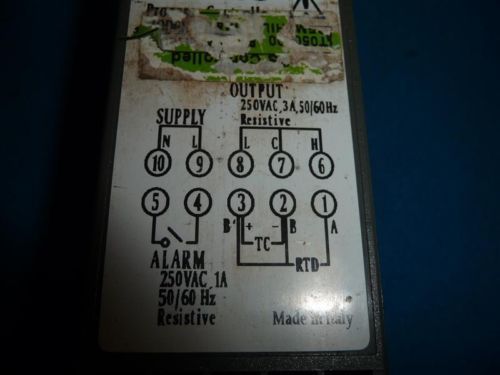 OUTPUT
250VAC, 3A, 50/60Hz
Resistive
SUPPLY
N L L C H
10 9 8 7 6
5 4 3 2 1
B' + - B A
TC
RTD
ALARM
250VAC 1A
50/60 Hz
Resistive
Made in Italy